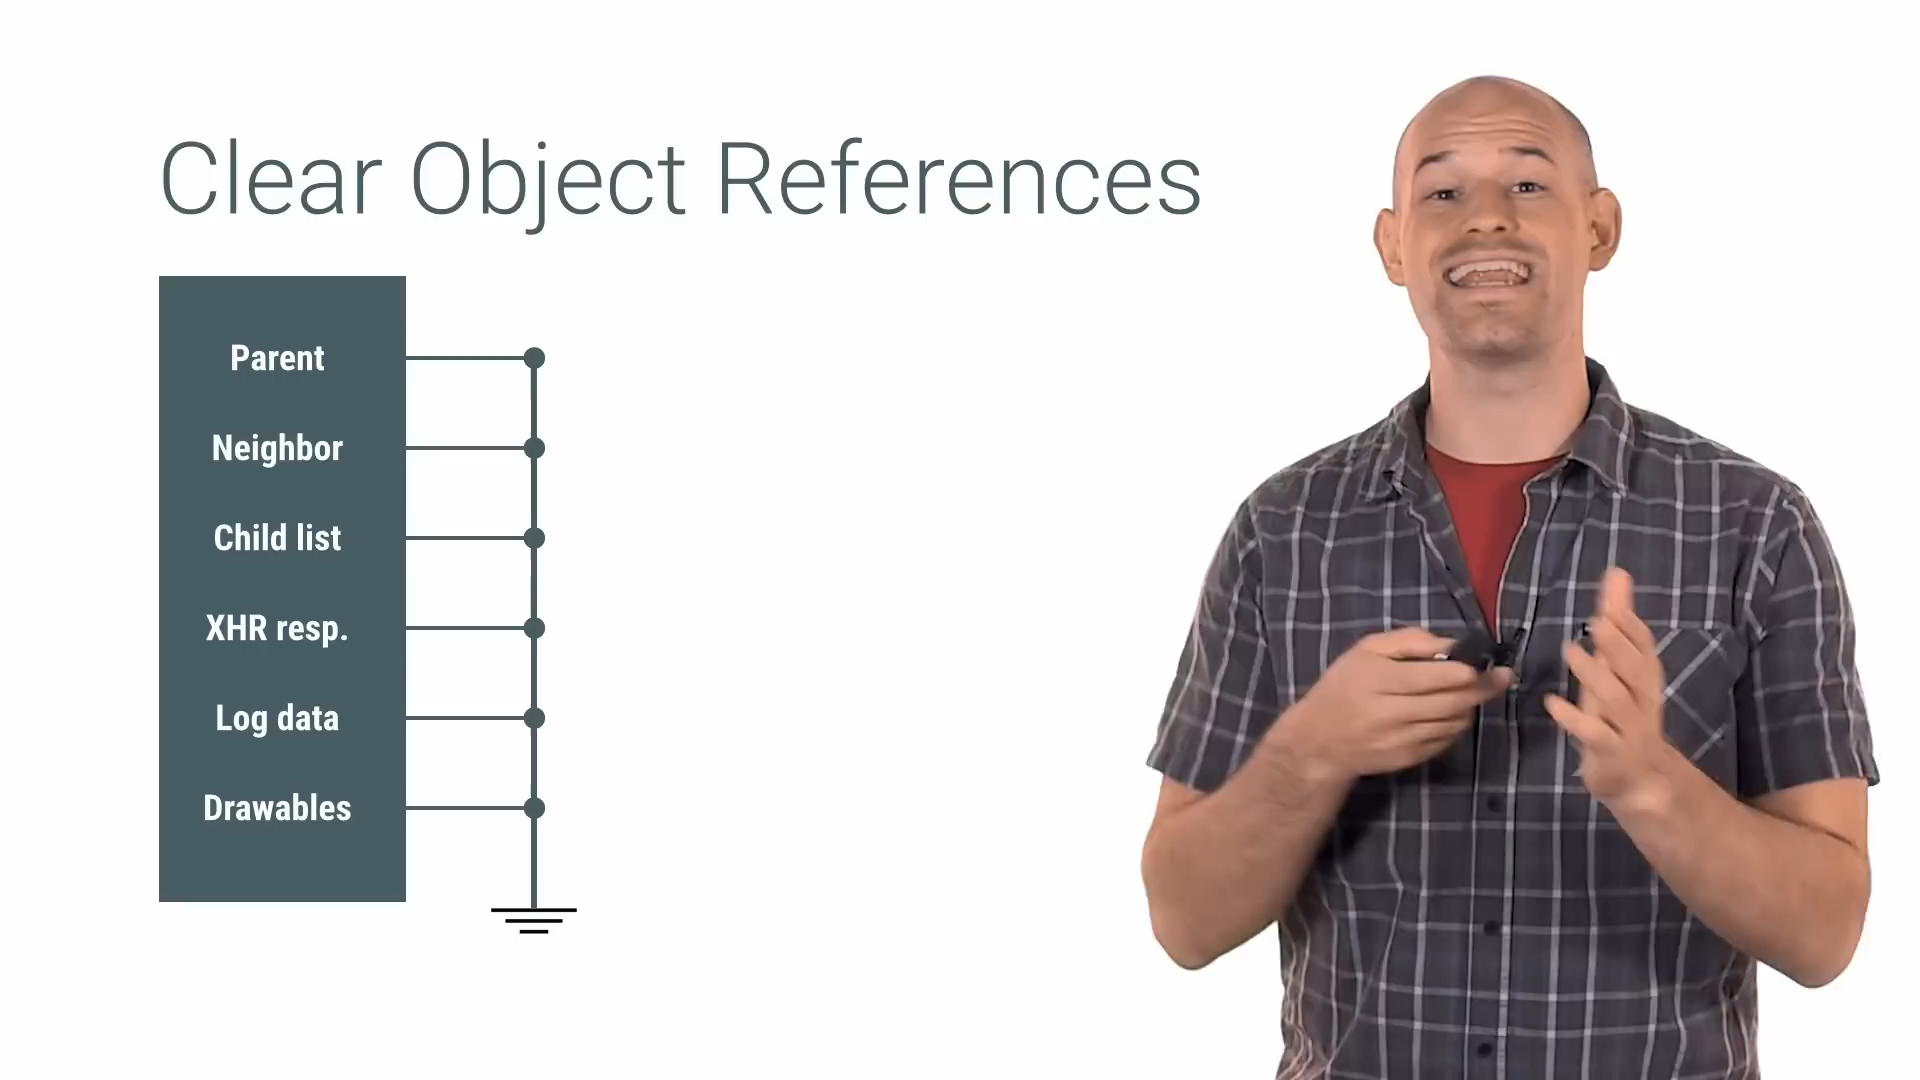 Clear Object References
Parent
Neighbor
Child list
XHR resp.
Log data
Drawables